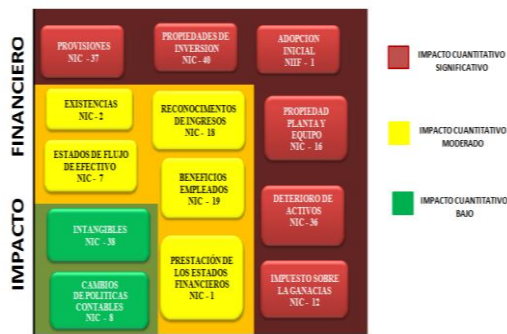 FINANCIERO
IMPACTO
PROVISIONES
NIC - 37
PROPIEDADES DE
INVERSION
NIC - 40
ADOPCION
INICIAL
NIIF - 1
EXISTENCIAS
NIC - 2
RECONOCIMENTOS
DE INGRESOS
NIC - 18
PROPIEDAD
PLANTA Y
EQUIPO
NIC - 16
ESTADOS DE FLUJO
DE EFECTIVO
NIC - 7
BENEFICIOS
EMPLEADOS
NIC - 19
DETERIORO DE
ACTIVOS
NIC - 36
INTANGIBLES
NIC - 38
CAMBIOS
DE POLITICAS
CONTABLES
NIC - 8
PRESTACIÓN DE
LOS ESTADOS
FINANCIEROS
NIC - 1
IMPUESTO SOBRE
LA GANACIAS
NIC - 12
IMPACTO CUANTITATIVO
SIGNIFICATIVO
IMPACTO CUANTITATIVO
MODERADO
IMPACTO CUANTITATIVO
BAJO